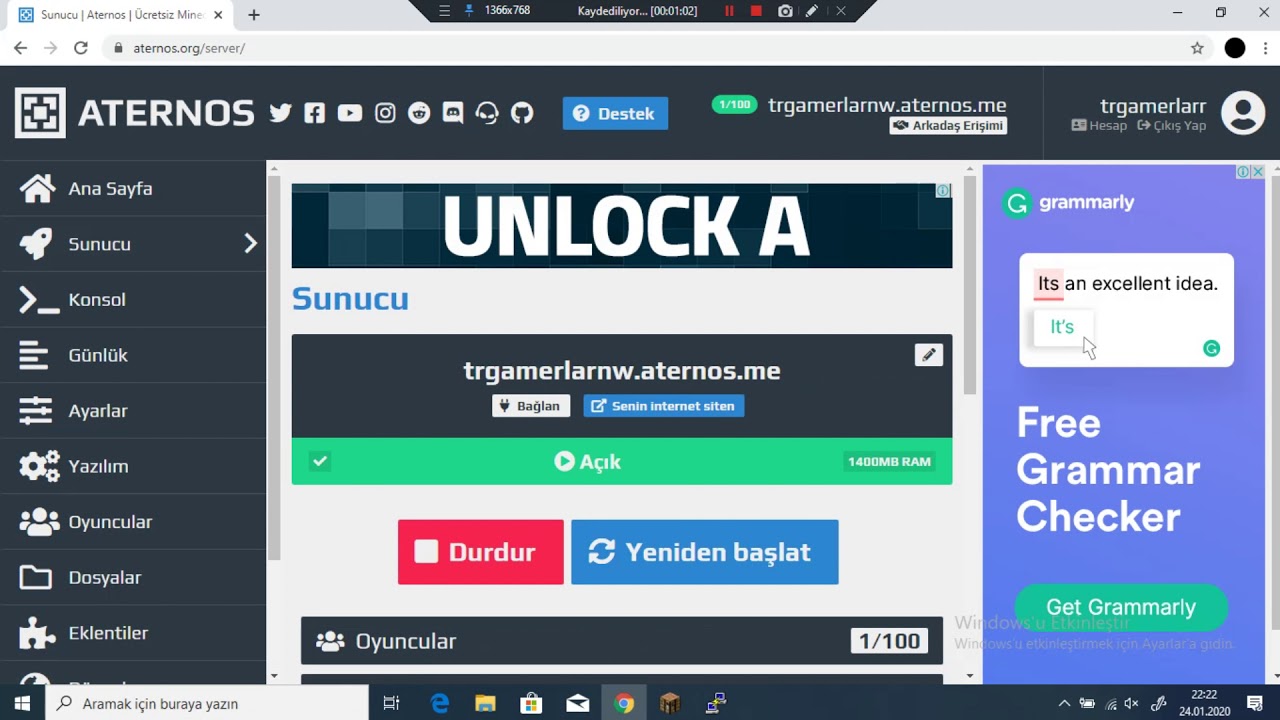 Sunucu | Aternos | Ücretsiz Mine
1366x768
Kaydediliyor... [00:01:02]
aternos.org/server/
ATERNOS
Destek
1/100
trgamerlarnw.aternos.me
Arkadaş Erişimi
trgamerlarr
Hesap
Çıkış Yap
Ana Sayfa
Sunucu
Konsol
Günlük
Ayarlar
Yazılım
Oyuncular
Dosyalar
Eklentiler
UNLOCK A
Sunucu
trgamerlarnw.aternos.me
Bağlan
Senin internet siten
Açık
1400MB RAM
Durdur
Yeniden başlat
Oyuncular
1/100
grammarly
Its an excellent idea.
It's
Free
Grammar
Checker
Get Grammarly
Windows'u Etkinleştir
Windows'u etkinleştirmek için Ayarlar'a gidin.
Aramak için buraya yazın
22:22
24.01.2020